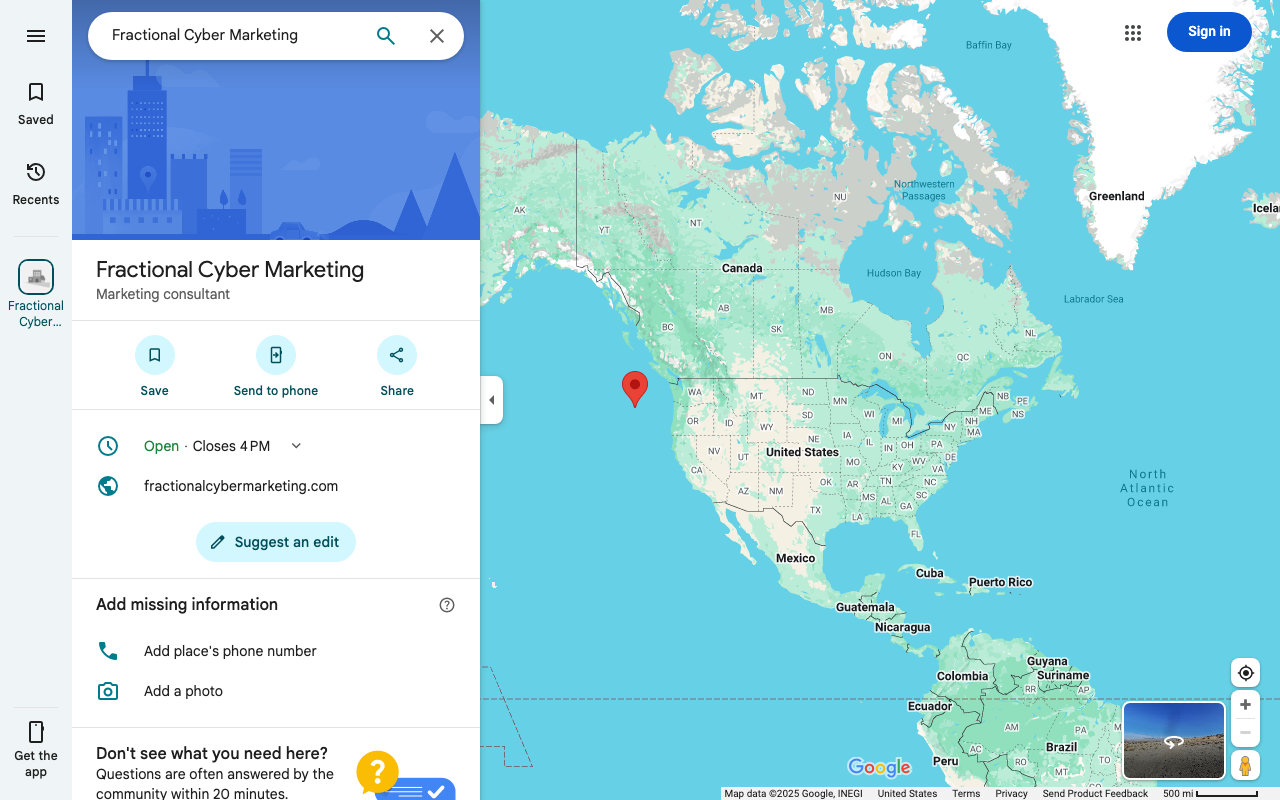 Fractional Cyber Marketing
Saved
Recents
Fractional
Cyber...
Get the
app
Fractional Cyber Marketing
Marketing consultant
Save
Send to phone
Share
Open · Closes 4 PM
fractionalcybermarketing.com
Suggest an edit
Add missing information
Add place's phone number
Add a photo
Don't see what you need here?
Questions are often answered by the
community within 20 minutes.
?
Sign in
Baffin Bay
Greenland
Icela
Northwestern
Passages
AK
YT
NT
NU
Canada
Hudson Bay
Labrador Sea
BC
AB
SK
MB
ON
QC
NL
NB
PE
NS
ME
WA
MT
ND
MN
OR
ID
WY
SD
WI
MI
NY
NH
MA
NV
UT
United States
NE
IA
IL
IN
OH
PA
DE
CA
MO
KY
WV
VA
AZ
NM
OK
AR
TN
NC
MS
AL
SC
GA
TX
LA
FL
North
Atlantic
Ocean
Mexico
Cuba
Puerto Rico
Guatemala
Nicaragua
Guyana
Suriname
Colombia
RR
AP
Ecuador
AM
PA
AC
RO
MT
TO
Peru
Brazil
Google
Map data ©2025 Google, INEGI
United States
Terms
Privacy
Send Product Feedback
500 mi